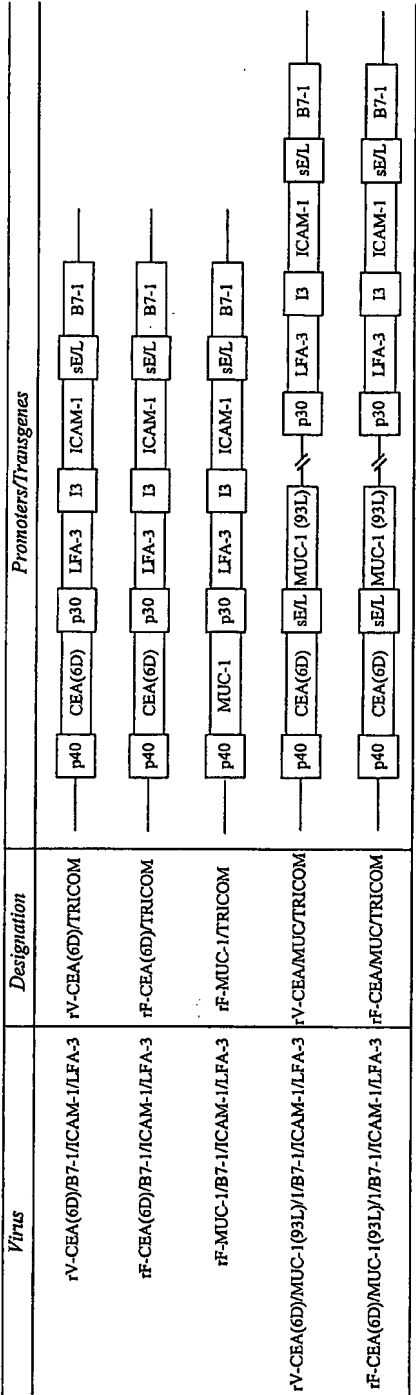 Virus Designation Promoters/Transgenes
rV-CEA(6D)/B7-1/ICAM-1/LFA-3 rV-CEA(6D)/TRICOM p40 CEA(6D) p30 LFA-3 I3 ICAM-1 sE/L B7-1
rF-CEA(6D)/B7-1/ICAM-1/LFA-3 rF-CEA(6D)/TRICOM p40 CEA(6D) p30 LFA-3 I3 ICAM-1 sE/L B7-1
rF-MUC-1/B7-1/ICAM-1/LFA-3 rF-MUC-1/TRICOM p40 MUC-1 p30 LFA-3 I3 ICAM-1 sE/L B7-1
rV-CEA(6D)/MUC-1(93L)/1/B7-1/ICAM-1/LFA-3 rV-CEA/MUC/TRICOM p40 CEA(6D) sE/L MUC-1 (93L) p30 LFA-3 I3 ICAM-1 sE/L B7-1
rF-CEA(6D)/MUC-1(93L)/1/B7-1/ICAM-1/LFA-3 rF-CEA/MUC/TRICOM p40 CEA(6D) sE/L MUC-1 (93L) p30 LFA-3 I3 ICAM-1 sE/L B7-1